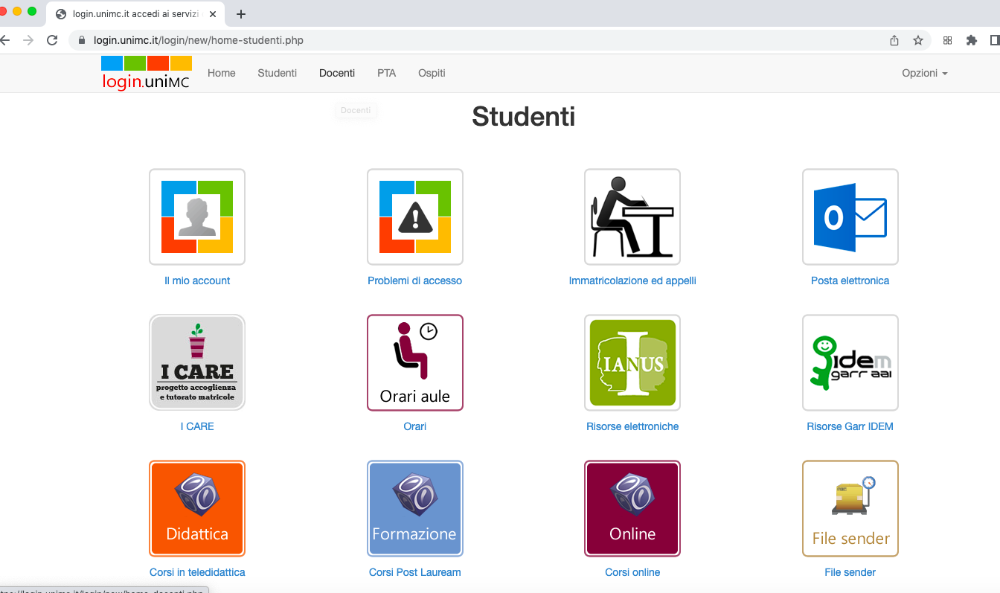 login.unimc.it accedi ai servizi
login.unimc.it/login/new/home-studenti.php
login.uniMC
Home
Studenti
Docenti
PTA
Ospiti
Opzioni
Docenti
Studenti
Il mio account
Problemi di accesso
Immatricolazione ed appelli
Posta elettronica
I CARE
progetto accoglienza
e tutorato matricole
Orari aule
IANUS
idem
garr aai
I CARE
Orari
Risorse elettroniche
Risorse Garr IDEM
Didattica
Formazione
Online
File sender
Corsi in teledidattica
Corsi Post Lauream
Corsi online
File sender